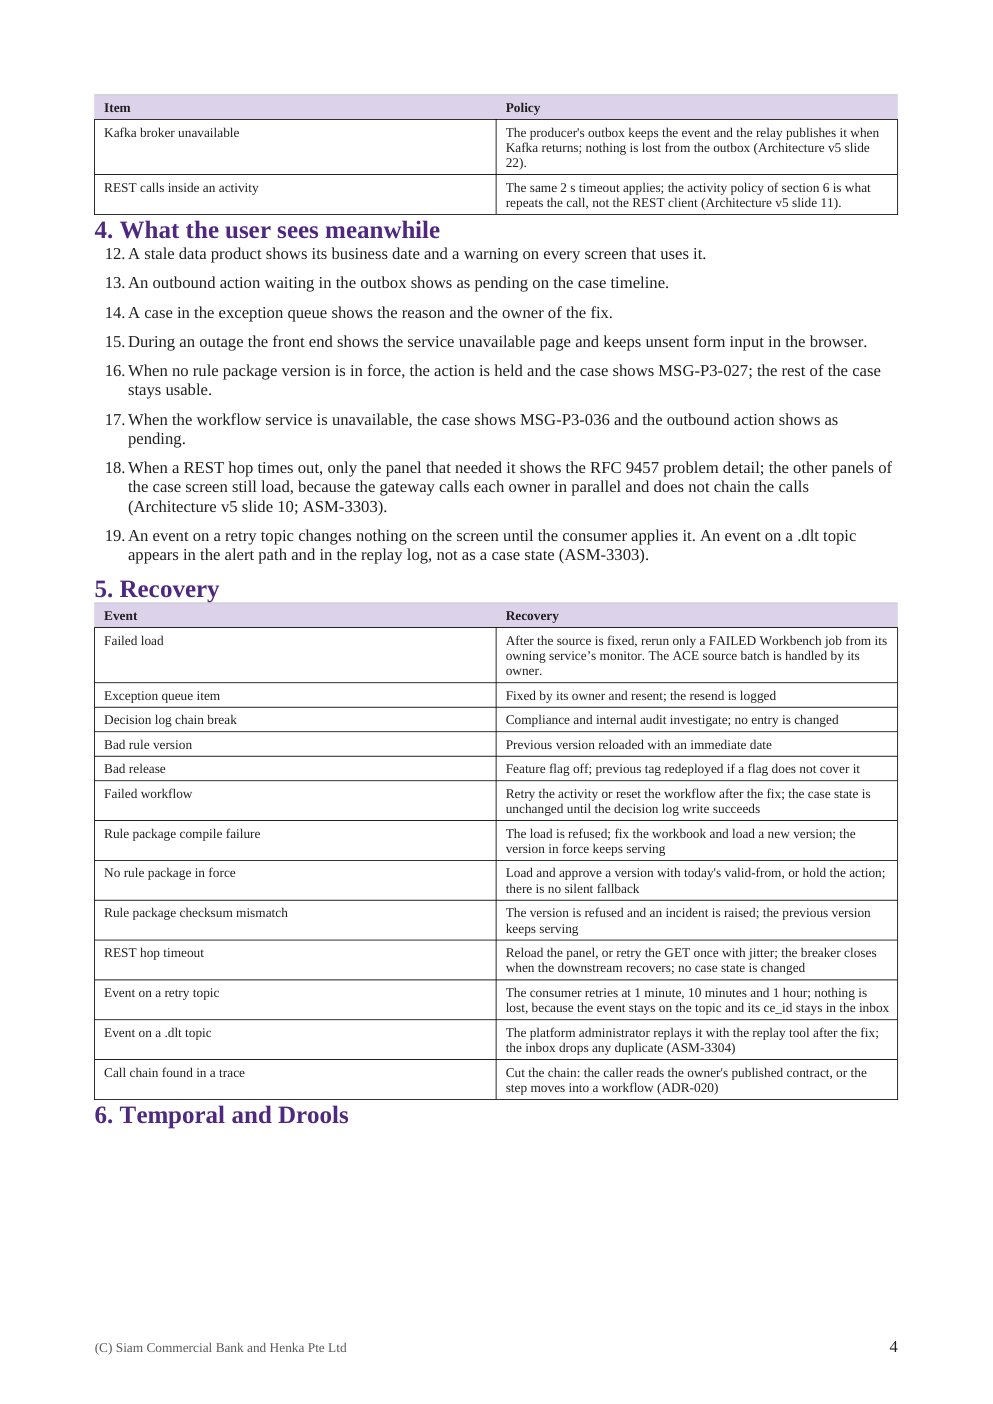 Item Policy
Kafka broker unavailable
The producer's outbox keeps the event and the relay publishes it when
Kafka returns; nothing is lost from the outbox (Architecture v5 slide
22).
REST calls inside an activity
The same 2 s timeout applies; the activity policy of section 6 is what
repeats the call, not the REST client (Architecture v5 slide 11).
4. What the user sees meanwhile
12. A stale data product shows its business date and a warning on every screen that uses it.
13. An outbound action waiting in the outbox shows as pending on the case timeline.
14. A case in the exception queue shows the reason and the owner of the fix.
15. During an outage the front end shows the service unavailable page and keeps unsent form input in the browser.
16. When no rule package version is in force, the action is held and the case shows MSG-P3-027; the rest of the case
stays usable.
17. When the workflow service is unavailable, the case shows MSG-P3-036 and the outbound action shows as
pending.
18. When a REST hop times out, only the panel that needed it shows the RFC 9457 problem detail; the other panels of
the case screen still load, because the gateway calls each owner in parallel and does not chain the calls
(Architecture v5 slide 10; ASM-3303).
19. An event on a retry topic changes nothing on the screen until the consumer applies it. An event on a .dlt topic
appears in the alert path and in the replay log, not as a case state (ASM-3303).
5. Recovery
Event Recovery
Failed load
After the source is fixed, rerun only a FAILED Workbench job from its
owning service’s monitor. The ACE source batch is handled by its
owner.
Exception queue item
Fixed by its owner and resent; the resend is logged
Decision log chain break
Compliance and internal audit investigate; no entry is changed
Bad rule version
Previous version reloaded with an immediate date
Bad release
Feature flag off; previous tag redeployed if a flag does not cover it
Failed workflow
Retry the activity or reset the workflow after the fix; the case state is
unchanged until the decision log write succeeds
Rule package compile failure
The load is refused; fix the workbook and load a new version; the
version in force keeps serving
No rule package in force
Load and approve a version with today's valid-from, or hold the action;
there is no silent fallback
Rule package checksum mismatch
The version is refused and an incident is raised; the previous version
keeps serving
REST hop timeout
Reload the panel, or retry the GET once with jitter; the breaker closes
when the downstream recovers; no case state is changed
Event on a retry topic
The consumer retries at 1 minute, 10 minutes and 1 hour; nothing is
lost, because the event stays on the topic and its ce_id stays in the inbox
Event on a .dlt topic
The platform administrator replays it with the replay tool after the fix;
the inbox drops any duplicate (ASM-3304)
Call chain found in a trace
Cut the chain: the caller reads the owner's published contract, or the
step moves into a workflow (ADR-020)
6. Temporal and Drools
(C) Siam Commercial Bank and Henka Pte Ltd 4